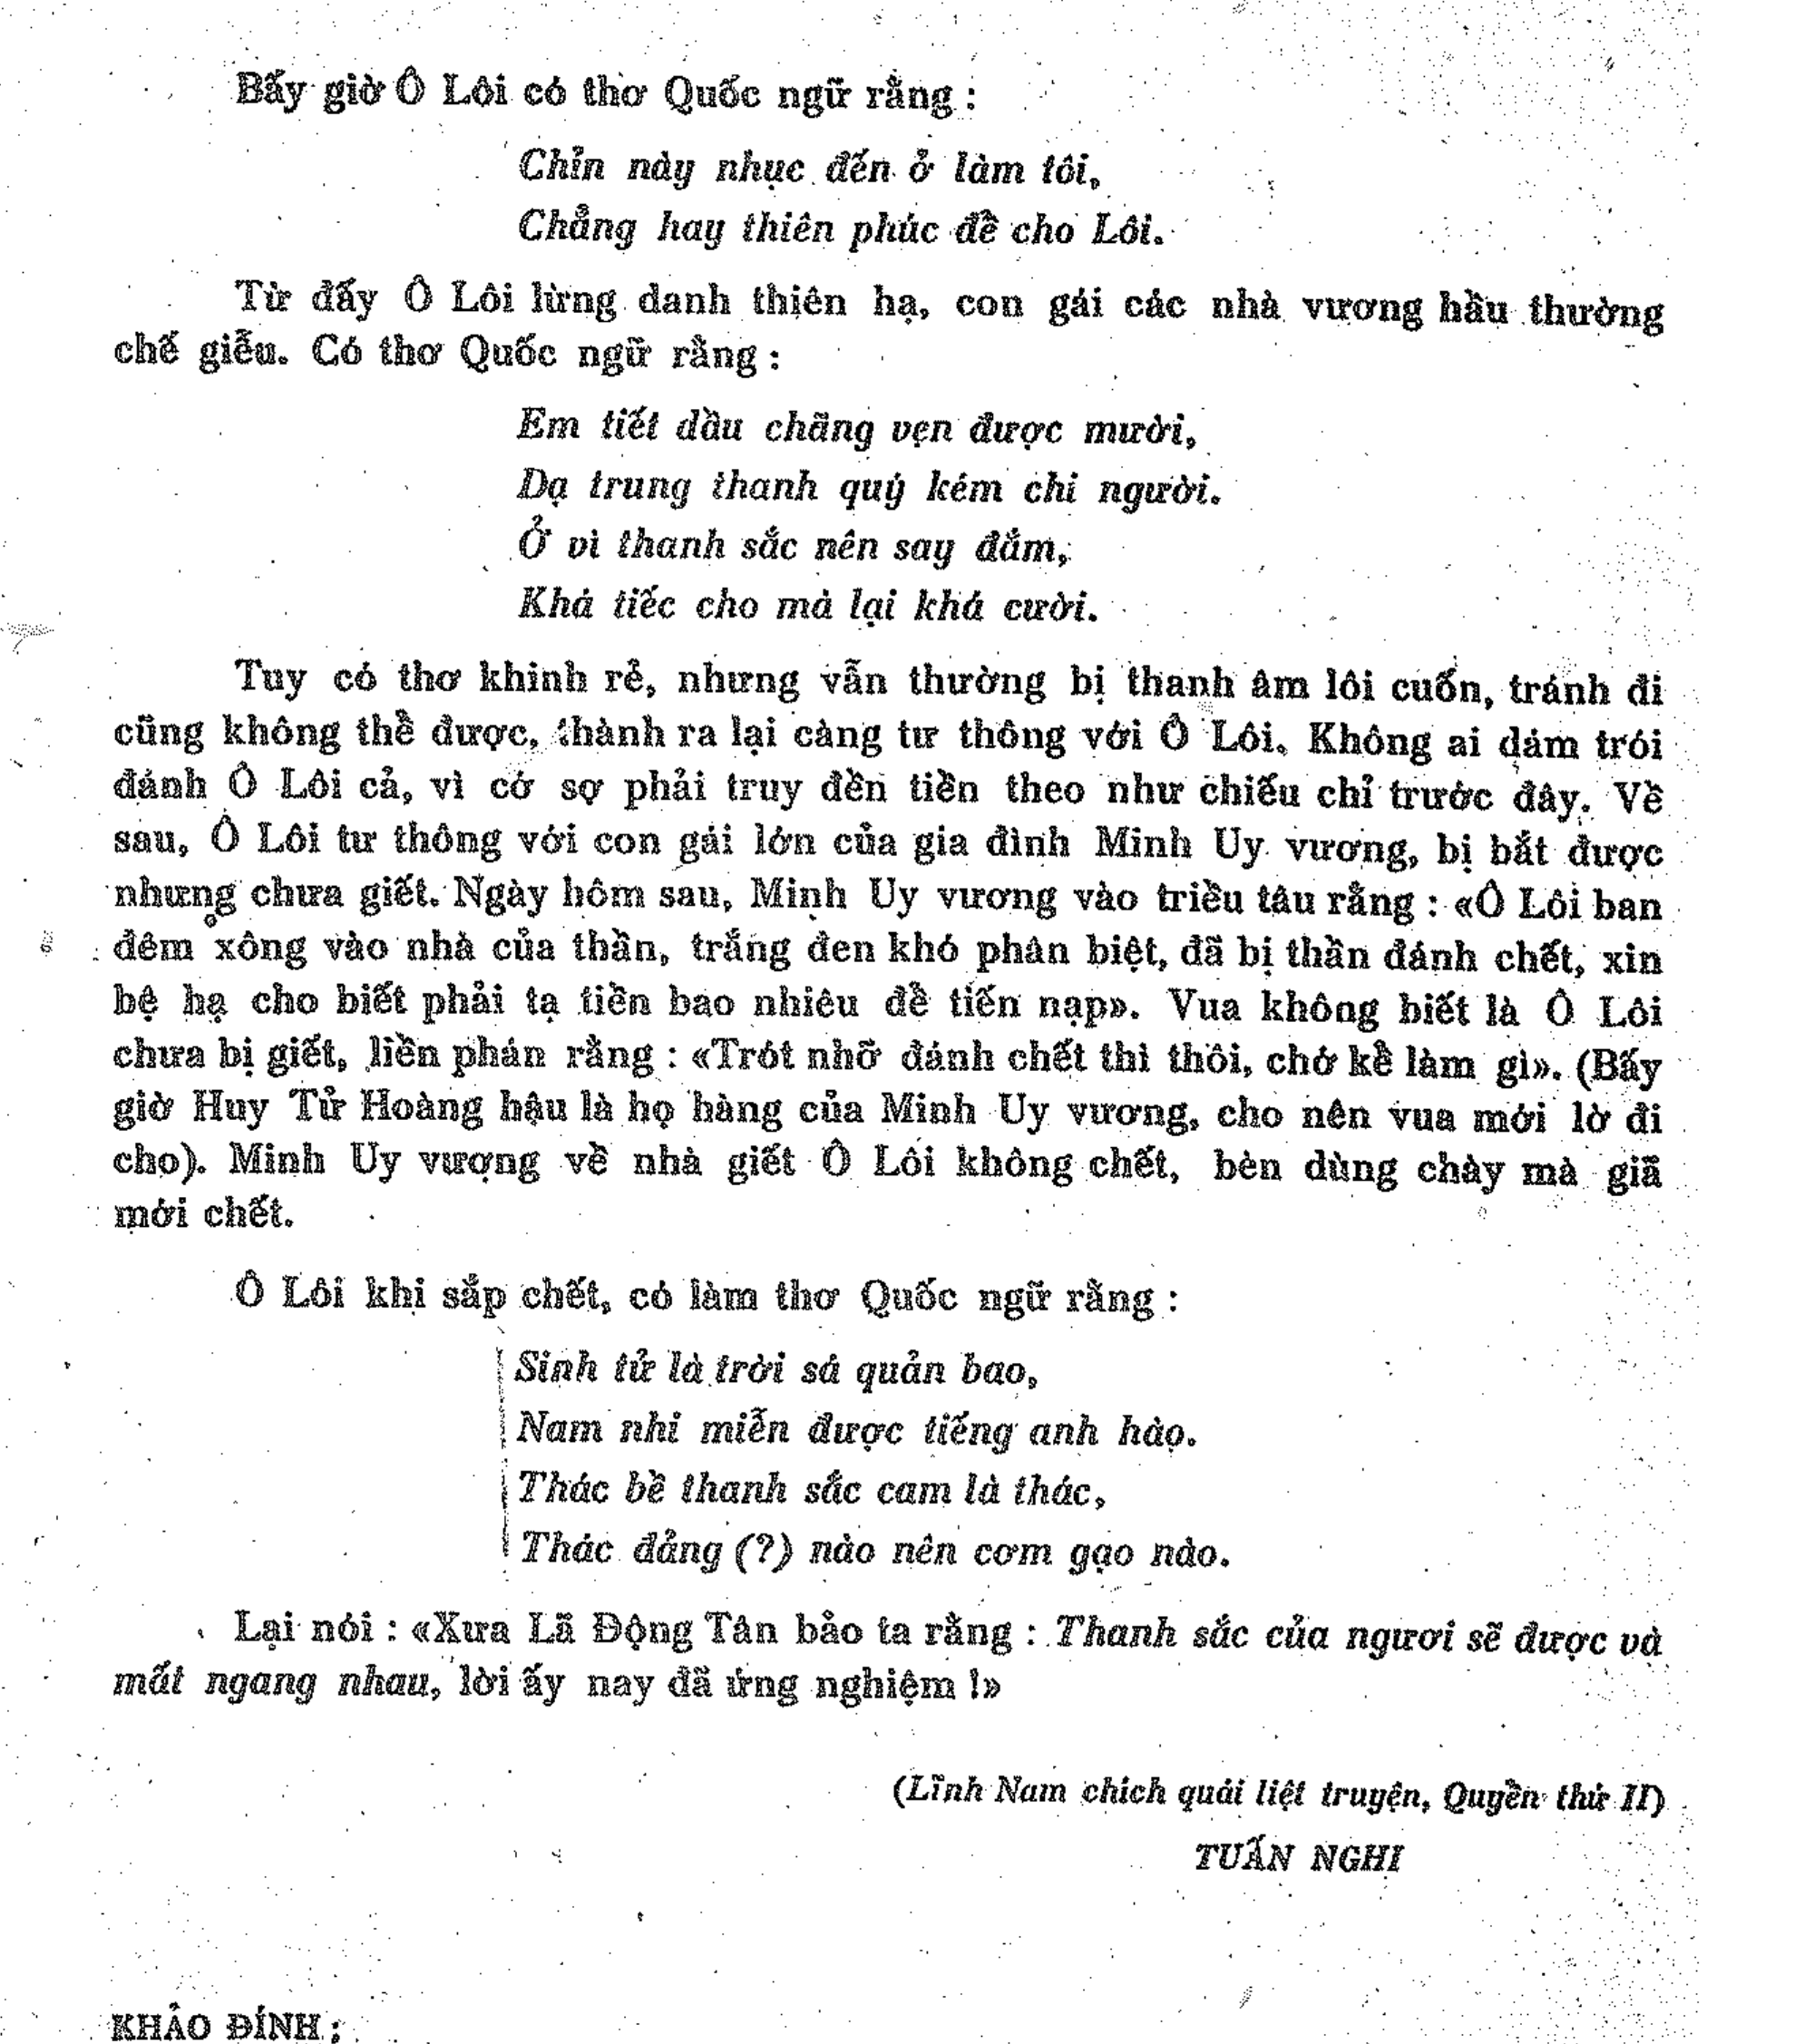 Bấy giờ Ô Lôi có thơ Quốc ngữ rằng :
Chỉn này nhục đến ở làm tôi,
Chẳng hay thiên phúc để cho Lôi.
Từ đấy Ô Lôi lừng danh thiên hạ, con gái các nhà vương hầu thường
chế giễu. Có thơ Quốc ngữ rằng :
Em tiết dầu chăng vẹn được mười,
Dạ trung thanh quý kém chi người.
Ở vì thanh sắc nên say đắm,
Khá tiếc cho mà lại khá cười.
Tuy có thơ khinh rẻ, nhưng vẫn thường bị thanh âm lôi cuốn, tránh đi
cũng không thể được, thành ra lại càng tư thông với Ô Lôi. Không ai dám trói
đánh Ô Lôi cả, vì cớ sợ phải truy đền tiền theo như chiếu chỉ trước đây. Về
sau, Ô Lôi tư thông với con gái lớn của gia đình Minh Uy vương, bị bắt được
nhưng chưa giết. Ngày hôm sau, Minh Uy vương vào triều tâu rằng : «Ô Lôi ban
đêm xông vào nhà của thần, trắng đen khó phân biệt, đã bị thần đánh chết, xin
bệ hạ cho biết phải tạ tiền bao nhiêu để tiến nạp». Vua không biết là Ô Lôi
chưa bị giết, liền phán rằng : «Trót nhỡ đánh chết thì thôi, chớ kể làm gì». (Bấy
giờ Huy Tử Hoàng hậu là họ hàng của Minh Uy vương, cho nên vua mới lờ đi
cho). Minh Uy vương về nhà giết Ô Lôi không chết, bèn dùng chày mà giã
mới chết.
Ô Lôi khi sắp chết, có làm thơ Quốc ngữ rằng :
Sinh tử là trời sá quản bao,
Nam nhi miễn được tiếng anh hào.
Thác bề thanh sắc cam là thác,
Thác đảng (?) nào nên cơm gạo nào.
Lại nói : «Xưa Lã Động Tân bảo ta rằng : Thanh sắc của ngươi sẽ được và
mất ngang nhau, lời ấy nay đã ứng nghiệm !»
(Lĩnh Nam chích quái liệt truyện, Quyển thứ II)
TUẤN NGHI
KHẢO ĐÍNH :